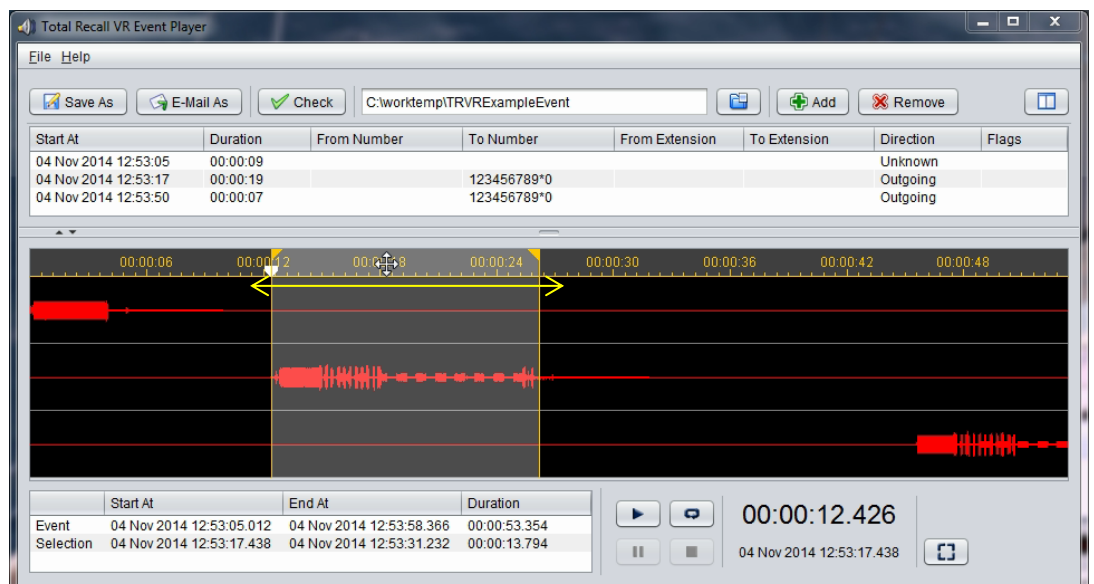 Total Recall VR Event Player
File Help
Save As E-Mail As Check C:\worktemp\TRVRExampleEvent Add Remove
Start At Duration From Number To Number From Extension To Extension Direction Flags
04 Nov 2014 12:53:05 00:00:09 Unknown
04 Nov 2014 12:53:17 00:00:19 123456789*0 Outgoing
04 Nov 2014 12:53:50 00:00:07 123456789*0 Outgoing
00:00:06 00:00:12 00:00:18 00:00:24 00:00:30 00:00:36 00:00:42 00:00:48
Start At End At Duration
Event 04 Nov 2014 12:53:05.012 04 Nov 2014 12:53:58.366 00:00:53.354
Selection 04 Nov 2014 12:53:17.438 04 Nov 2014 12:53:31.232 00:00:13.794
00:00:12.426
04 Nov 2014 12:53:17.438